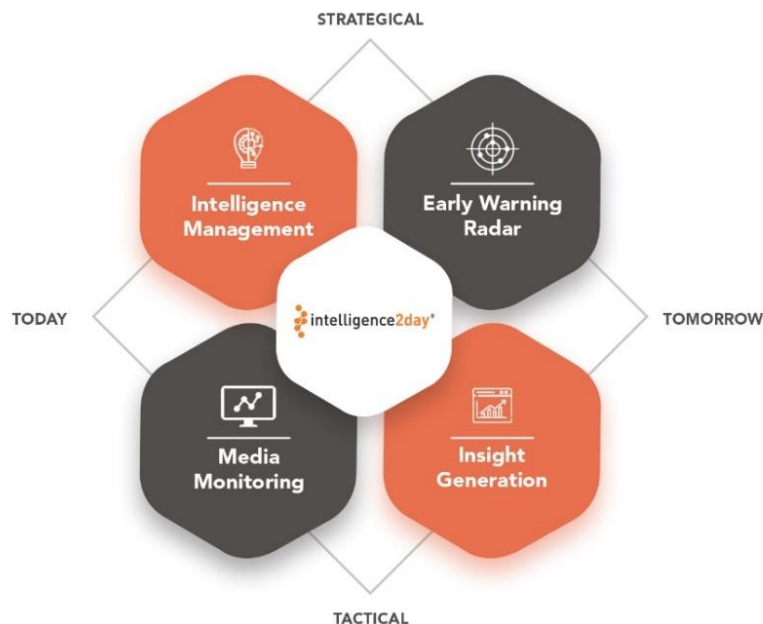 STRATEGICAL
Intelligence
Management
Early Warning
Radar
TODAY
intelligence2day®
TOMORROW
Media
Monitoring
Insight
Generation
TACTICAL